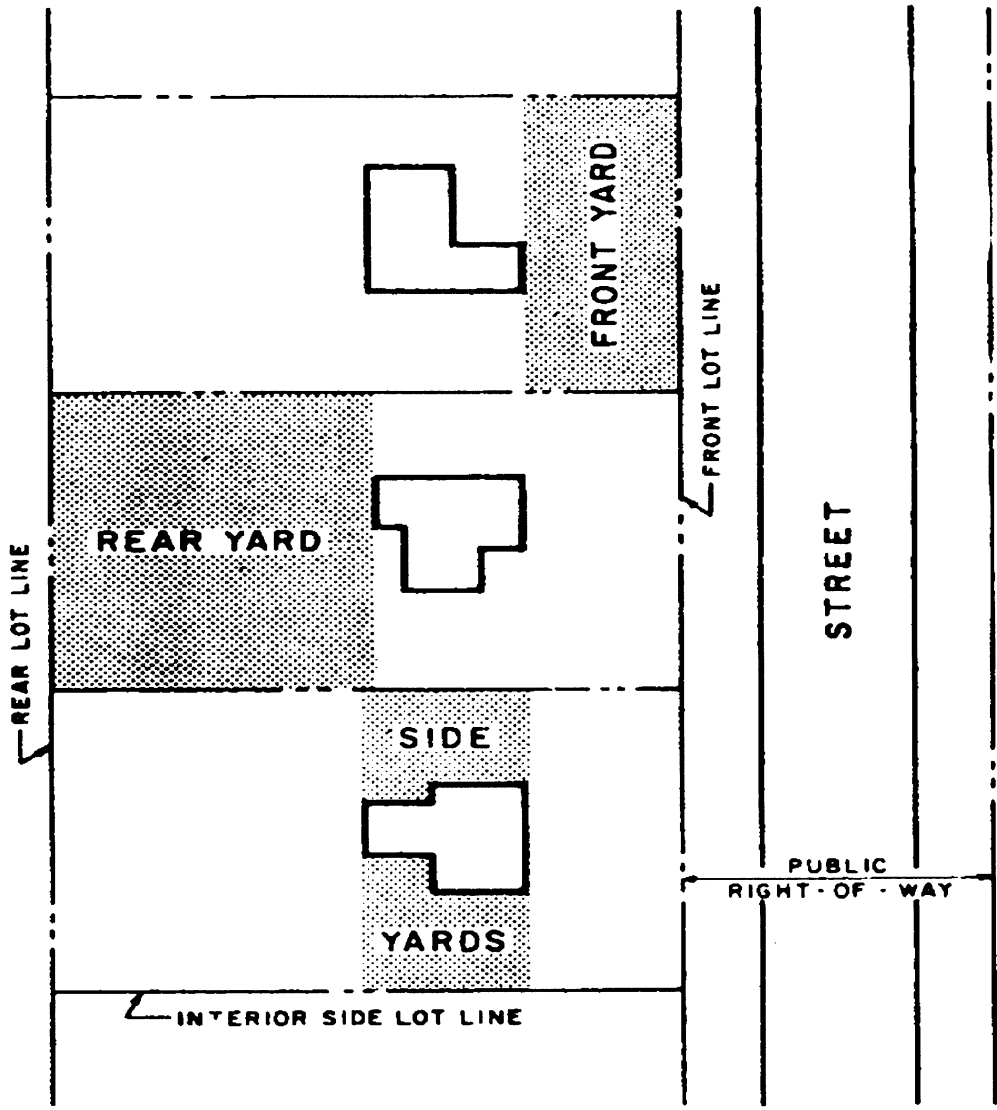 FRONT YARD
FRONT LOT LINE
REAR YARD
STREET
REAR LOT LINE
SIDE
YARDS
PUBLIC
RIGHT-OF-WAY
INTERIOR SIDE LOT LINE